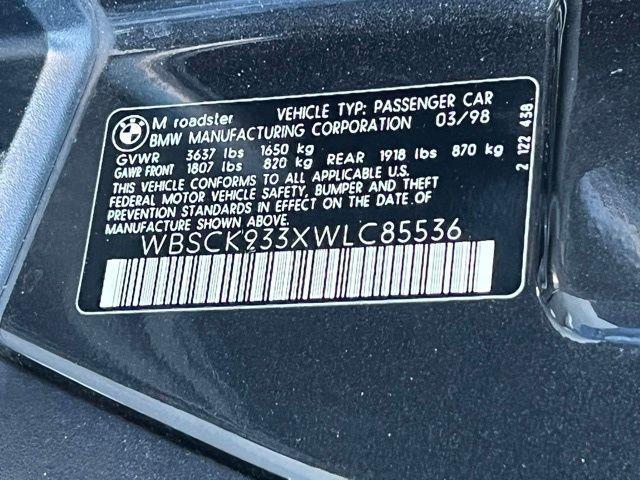 BMW
M roadster VEHICLE TYP: PASSENGER CAR
BMW MANUFACTURING CORPORATION 03/98
GVWR 3637 lbs 1650 kg
GAWR FRONT 1807 lbs 820 kg REAR 1918 lbs 870 kg
THIS VEHICLE CONFORMS TO ALL APPLICABLE U.S.
FEDERAL MOTOR VEHICLE SAFETY, BUMPER AND THEFT
PREVENTION STANDARDS IN EFFECT ON THE DATE OF
MANUFACTURE SHOWN ABOVE.
WBSCK933XWLC85536
2 122 438